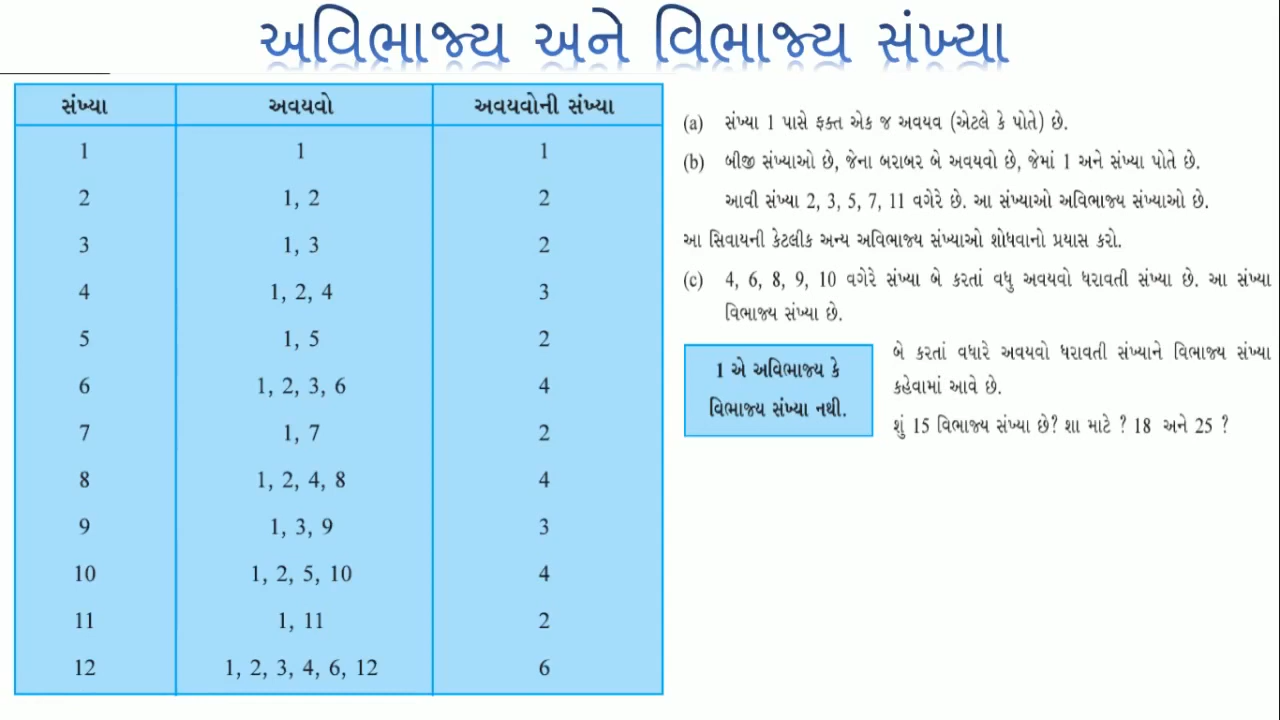 અવિભાજ્ય અને વિભાજ્ય સંખ્યા
સંખ્યા અવયવો અવયવોની સંખ્યા
1 1 1
2 1, 2 2
3 1, 3 2
4 1, 2, 4 3
5 1, 5 2
6 1, 2, 3, 6 4
7 1, 7 2
8 1, 2, 4, 8 4
9 1, 3, 9 3
10 1, 2, 5, 10 4
11 1, 11 2
12 1, 2, 3, 4, 6, 12 6
(a) સંખ્યા 1 પાસે ફક્ત એક જ અવયવ (એટલે કે પોતે) છે.
(b) બીજી સંખ્યાઓ છે, જેના બરાબર બે અવયવો છે, જેમાં 1 અને સંખ્યા પોતે છે.
આવી સંખ્યા 2, 3, 5, 7, 11 વગેરે છે. આ સંખ્યાઓ અવિભાજ્ય સંખ્યાઓ છે.
આ સિવાયની કેટલીક અન્ય અવિભાજ્ય સંખ્યાઓ શોધવાનો પ્રયાસ કરો.
(c) 4, 6, 8, 9, 10 વગેરે સંખ્યા બે કરતાં વધુ અવયવો ધરાવતી સંખ્યા છે. આ સંખ્યા
વિભાજ્ય સંખ્યા છે.
1 એ અવિભાજ્ય કે
વિભાજ્ય સંખ્યા નથી.
બે કરતાં વધારે અવયવો ધરાવતી સંખ્યાને વિભાજ્ય સંખ્યા
કહેવામાં આવે છે.
શું 15 વિભાજ્ય સંખ્યા છે? શા માટે ? 18 અને 25 ?